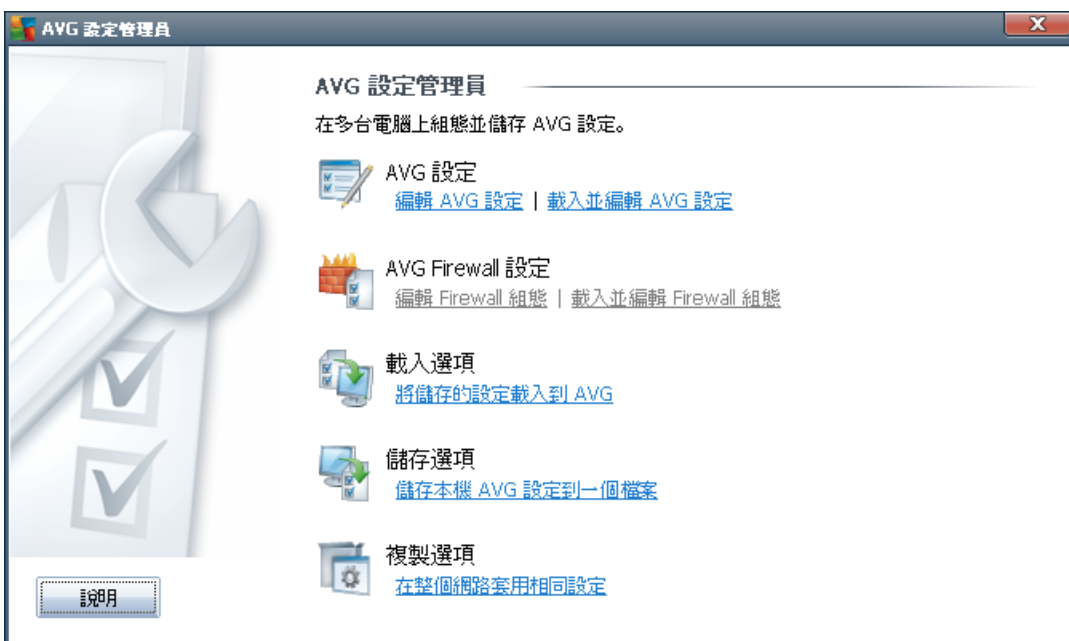 AVG 設定管理員
AVG 設定管理員
在多台電腦上組態並儲存 AVG 設定。
AVG 設定
編輯 AVG 設定 | 載入並編輯 AVG 設定
AVG Firewall 設定
編輯 Firewall 組態 | 載入並編輯 Firewall 組態
載入選項
將儲存的設定載入到 AVG
儲存選項
儲存本機 AVG 設定到一個檔案
複製選項
在整個網路套用相同設定
說明